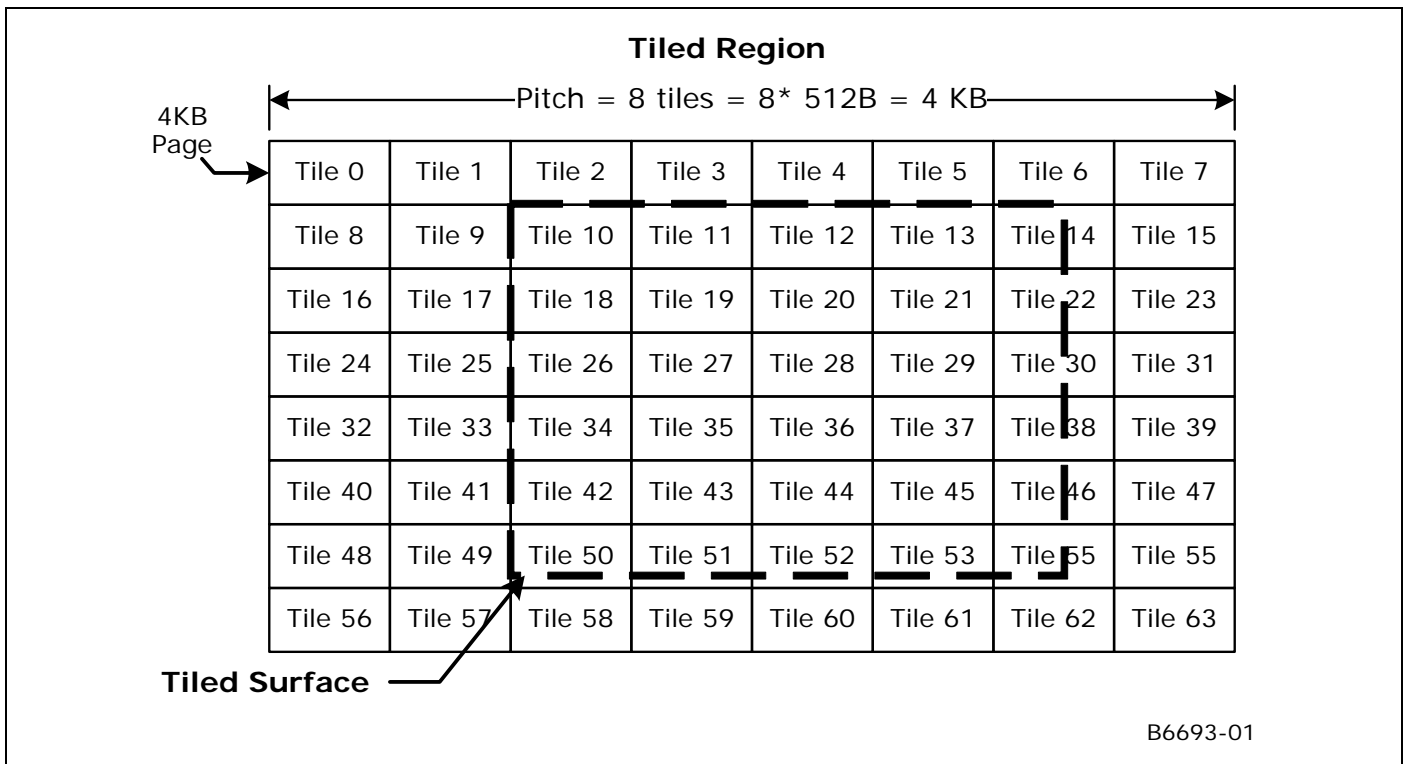 Tiled Region
Pitch = 8 tiles = 8* 512B = 4 KB
4KB
Page
Tile 0 Tile 1 Tile 2 Tile 3 Tile 4 Tile 5 Tile 6 Tile 7
Tile 8 Tile 9 Tile 10 Tile 11 Tile 12 Tile 13 Tile 14 Tile 15
Tile 16 Tile 17 Tile 18 Tile 19 Tile 20 Tile 21 Tile 22 Tile 23
Tile 24 Tile 25 Tile 26 Tile 27 Tile 28 Tile 29 Tile 30 Tile 31
Tile 32 Tile 33 Tile 34 Tile 35 Tile 36 Tile 37 Tile 38 Tile 39
Tile 40 Tile 41 Tile 42 Tile 43 Tile 44 Tile 45 Tile 46 Tile 47
Tile 48 Tile 49 Tile 50 Tile 51 Tile 52 Tile 53 Tile 55 Tile 55
Tile 56 Tile 57 Tile 58 Tile 59 Tile 60 Tile 61 Tile 62 Tile 63
Tiled Surface
B6693-01